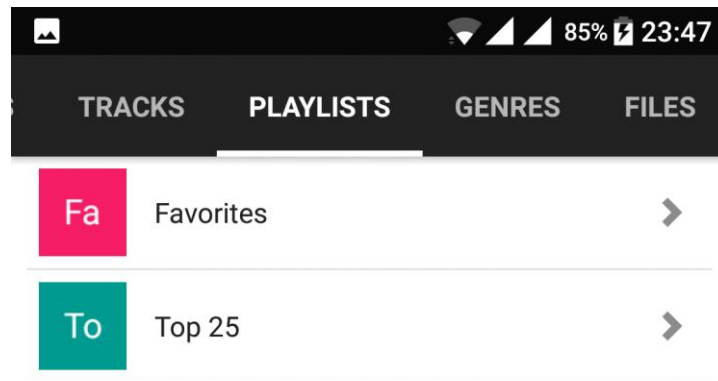 85% 23:47
TRACKS PLAYLISTS GENRES FILES
Fa Favorites
To Top 25